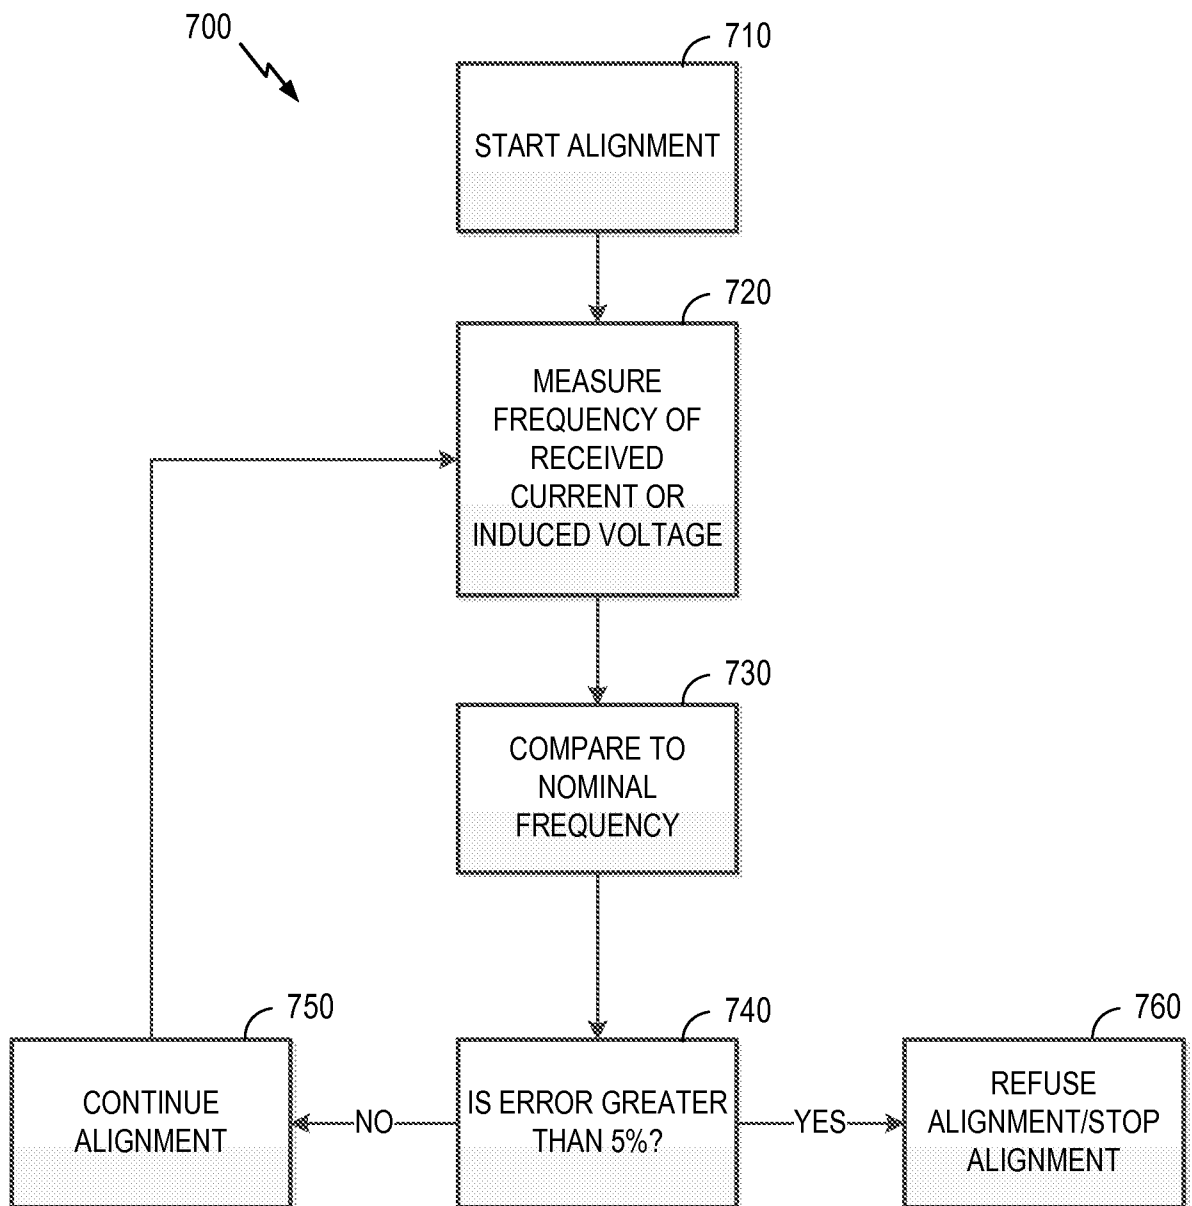 700
710
START ALIGNMENT
720
MEASURE
FREQUENCY OF
RECEIVED
CURRENT OR
INDUCED VOLTAGE
730
COMPARE TO
NOMINAL
FREQUENCY
750
CONTINUE
ALIGNMENT
NO
740
IS ERROR GREATER
THAN 5%?
YES
760
REFUSE
ALIGNMENT/STOP
ALIGNMENT